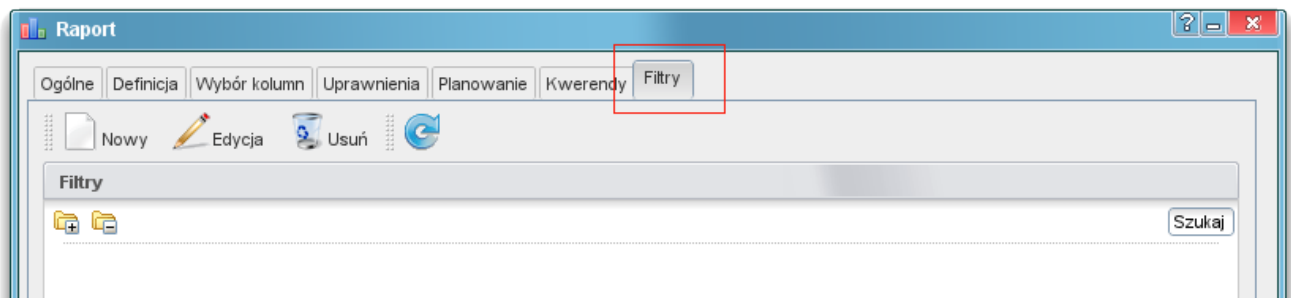 Raport
Ogólne Definicja Wybór kolumn Uprawnienia Planowanie Kwerendy Filtry
Nowy Edycja Usuń
Filtry
Szukaj